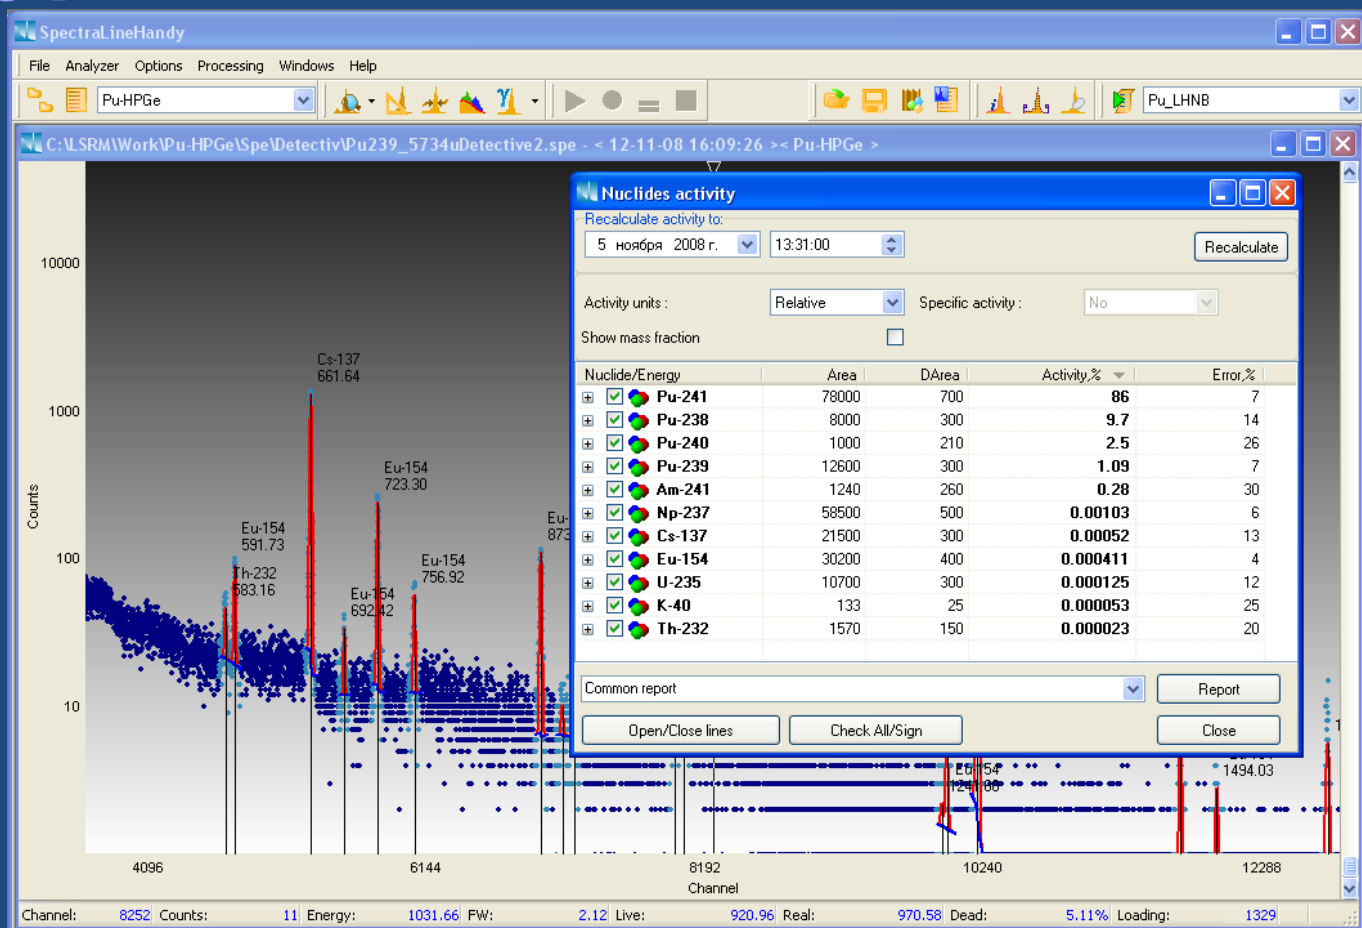 SpectraLineHandy
File Analyzer Options Processing Windows Help
Pu-HPGe
Pu_LHNB
C:\LSRM\Work\Pu-HPGe\Spe\Detectiv\Pu239_5734uDetective2.spe - < 12-11-08 16:09:26 >< Pu-HPGe >
Nuclides activity
Recalculate activity to:
5 ноября 2008 г. 13:31:00 Recalculate
Activity units : Relative Specific activity : No
Show mass fraction
Nuclide/Energy Area DArea Activity,% Error,%
Pu-241 78000 700 86 7
Pu-238 8000 300 9.7 14
Pu-240 1000 210 2.5 26
Pu-239 12600 300 1.09 7
Am-241 1240 260 0.28 30
Np-237 58500 500 0.00103 6
Cs-137 21500 300 0.00052 13
Eu-154 30200 400 0.000411 4
U-235 10700 300 0.000125 12
K-40 133 25 0.000053 25
Th-232 1570 150 0.000023 20
Common report Report
Open/Close lines Check All/Sign Close
10000
1000
100
10
Counts
Cs-137
661.64
Eu-154
723.30
Eu-154
591.73
Th-232
583.16
Eu-154
692.42
Eu-154
756.92
Eu-
873
Eu-154
1241.66
1494.03
1
4096 6144 8192 10240 12288
Channel
Channel: 8252 Counts: 11 Energy: 1031.66 FW: 2.12 Live: 920.96 Real: 970.58 Dead: 5.11% Loading: 1329